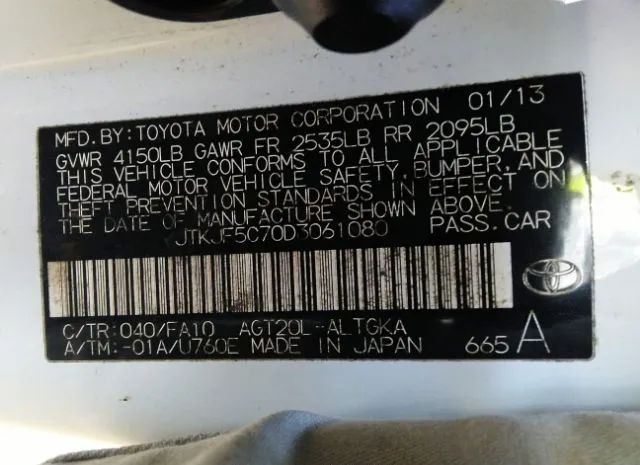 MFD.BY: TOYOTA MOTOR CORPORATION 01/13
GVWR 4150LB GAWR FR 2535LB RR 2095LB
THIS VEHICLE CONFORMS TO ALL APPLICABLE
FEDERAL MOTOR VEHICLE SAFETY, BUMPER, AND
THEFT PREVENTION STANDARDS IN EFFECT ON
THE DATE OF MANUFACTURE SHOWN ABOVE.
JTKJF5C70D3061080 PASS.CAR
TOYOTA
C/TR: 040/FA10 AGT20L-ALTGKA
A/TM: -01A/U760E MADE IN JAPAN 665 A